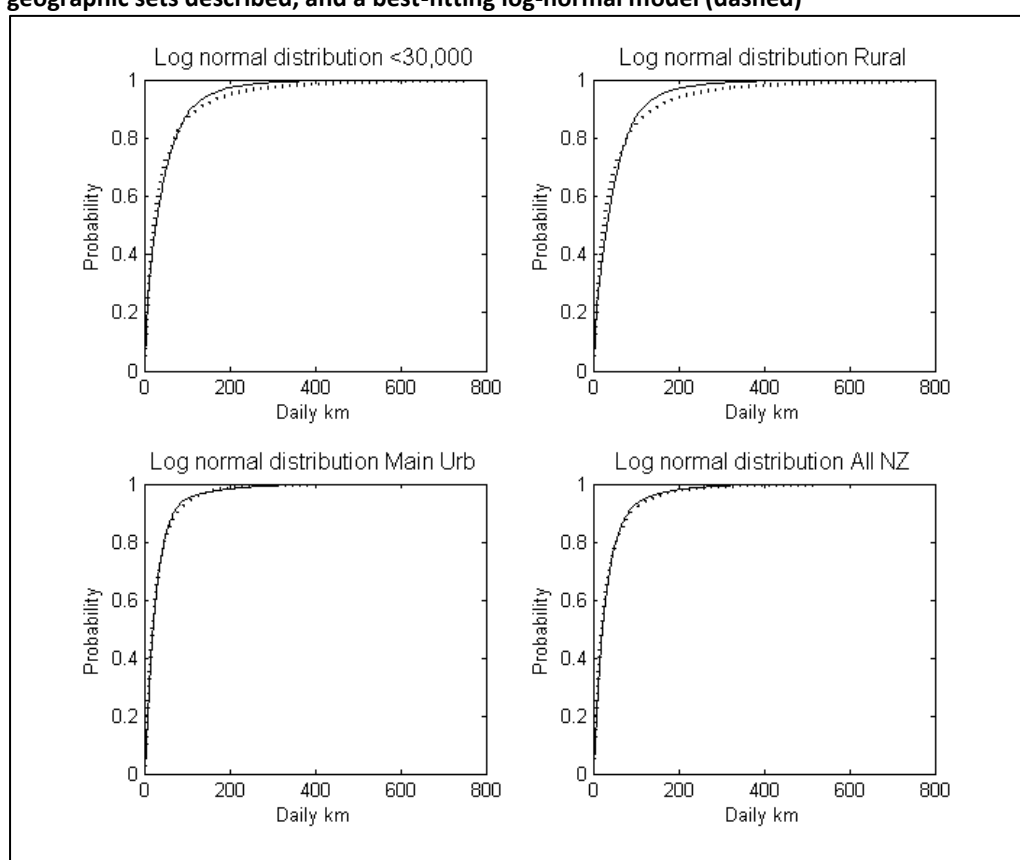 geographic sets described, and a best-fitting log-normal model (dashed)
Log normal distribution <30,000
1
0.8
0.6
0.4
0.2
0
Probability
0 200 400 600 800
Daily km
Log normal distribution Rural
1
0.8
0.6
0.4
0.2
0
Probability
0 200 400 600 800
Daily km
Log normal distribution Main Urb
1
0.8
0.6
0.4
0.2
0
Probability
0 200 400 600 800
Daily km
Log normal distribution All NZ
1
0.8
0.6
0.4
0.2
0
Probability
0 200 400 600 800
Daily km